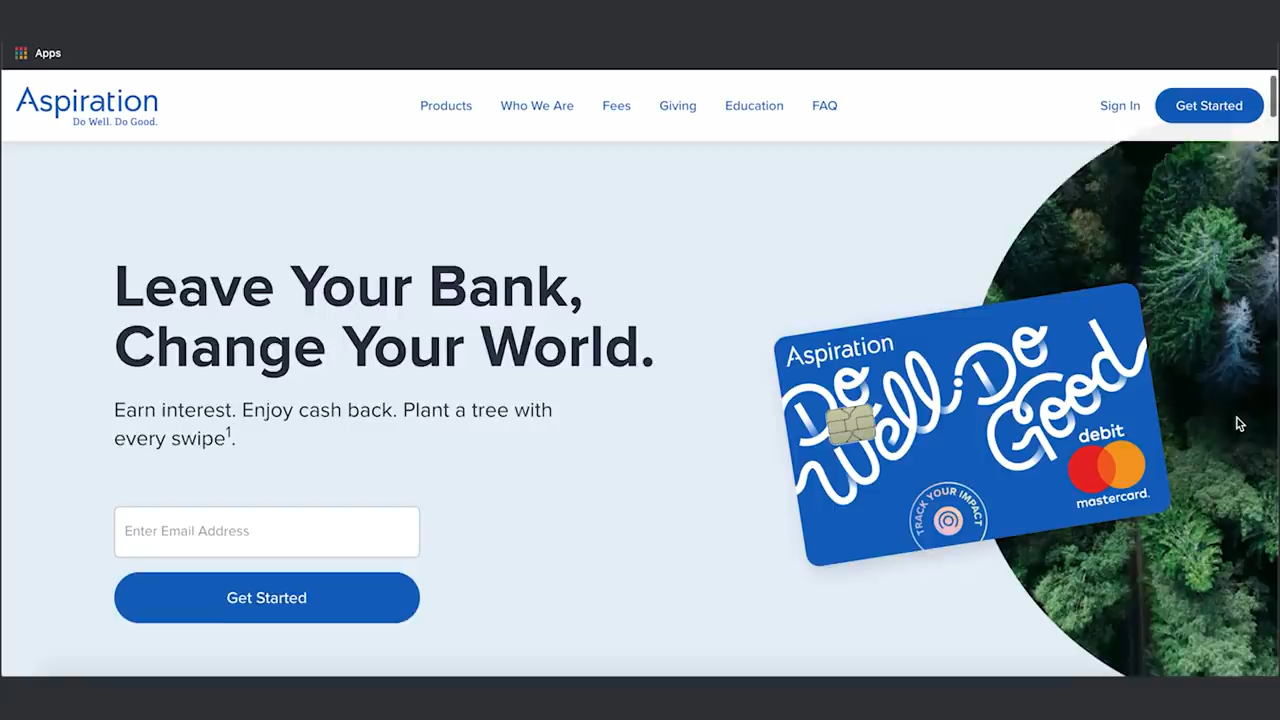 Apps
Aspiration
Do Well. Do Good.
Products Who We Are Fees Giving Education FAQ Sign In Get Started
Leave Your Bank,
Change Your World.
Earn interest. Enjoy cash back. Plant a tree with
every swipe¹.
Enter Email Address
Get Started
Aspiration
Do Well. Do Good
debit
mastercard.
TRACK YOUR IMPACT